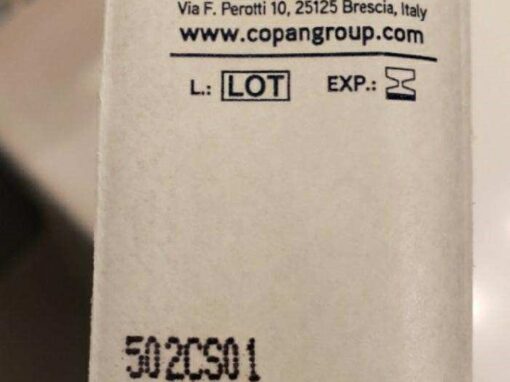 Via F. Perotti 10, 25125 Brescia, Italy
www.copangroup.com
L.: LOT EXP.:
502CS01